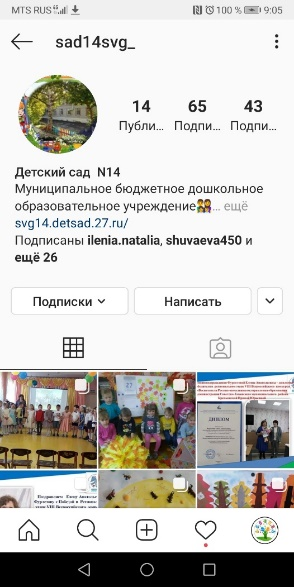 MTS RUS 100 % 9:05
sad14svg_
14 65 43
Публи... Подпи... Подпи...
Детский сад N14
Муниципальное бюджетное дошкольное
образовательное учреждение👫... ещё
svg14.detsad.27.ru/
Подписаны ilenia.natalia, shuvaeva450 и
ещё 26
Подписки Написать
ДИПЛОМ